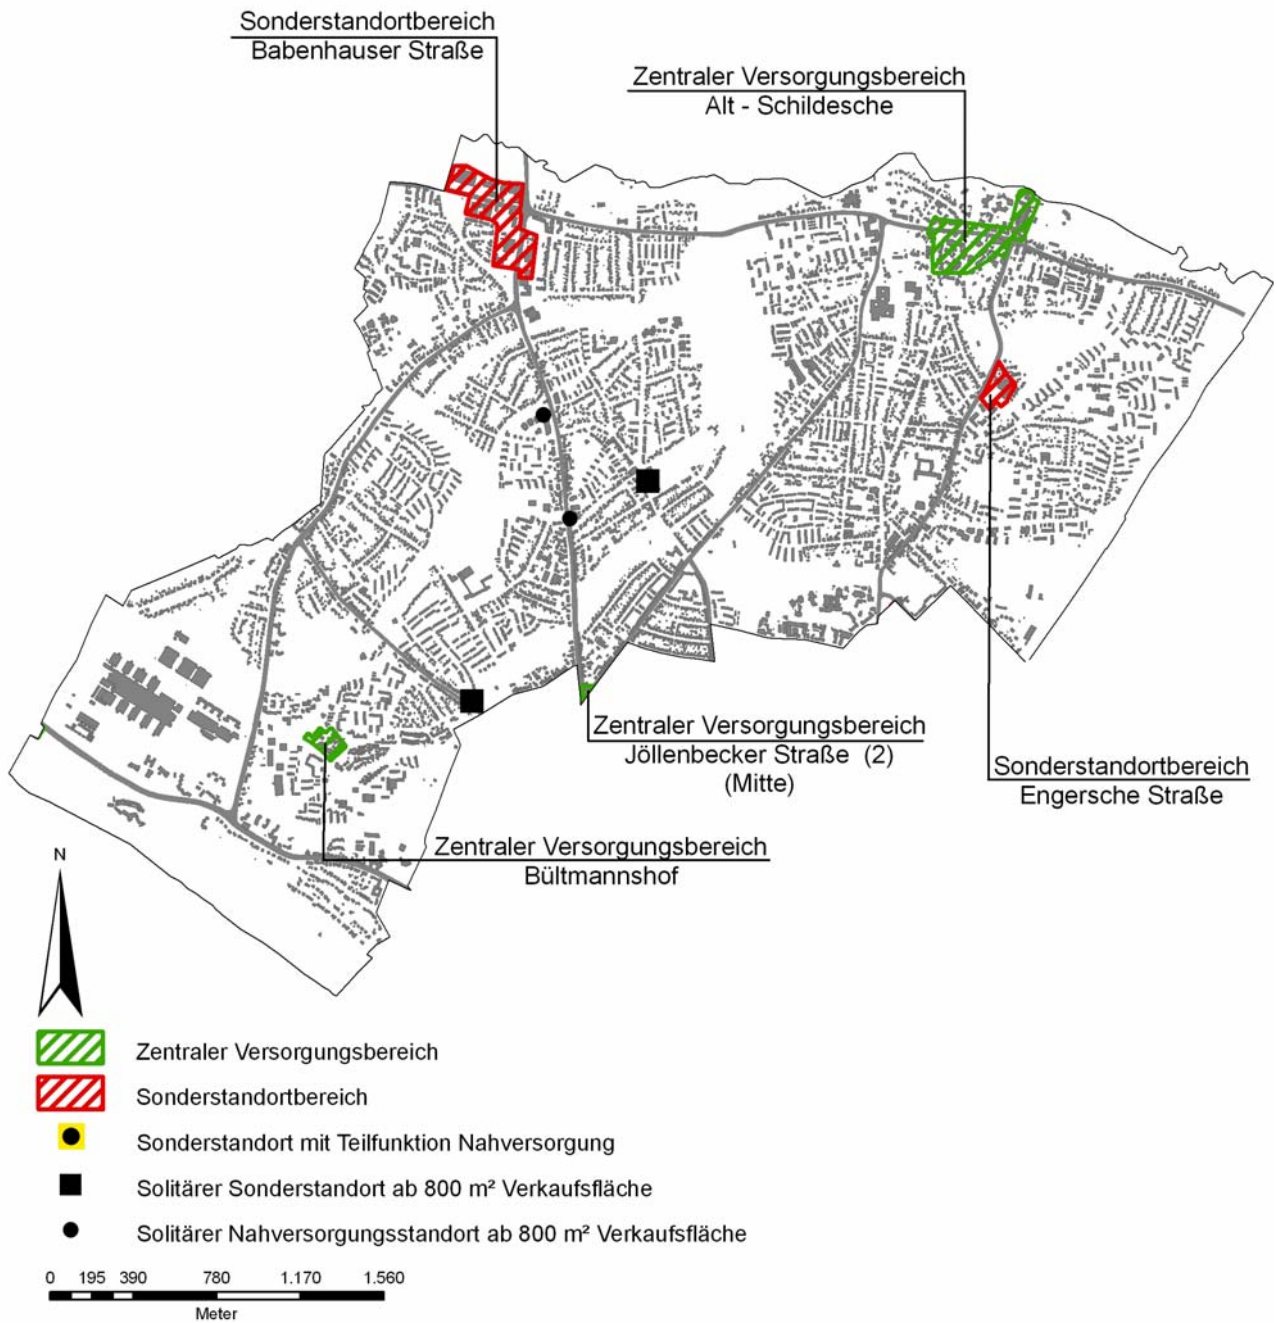 Sonderstandortbereich
Babenhauser Straße
Zentraler Versorgungsbereich
Alt - Schildesche
Zentraler Versorgungsbereich
Jöllenbecker Straße (2)
(Mitte)
Sonderstandortbereich
Engersche Straße
Zentraler Versorgungsbereich
Bültmannshof
N
Zentraler Versorgungsbereich
Sonderstandortbereich
Sonderstandort mit Teilfunktion Nahversorgung
Solitärer Sonderstandort ab 800 m² Verkaufsfläche
Solitärer Nahversorgungsstandort ab 800 m² Verkaufsfläche
0 195 390 780 1.170 1.560
Meter